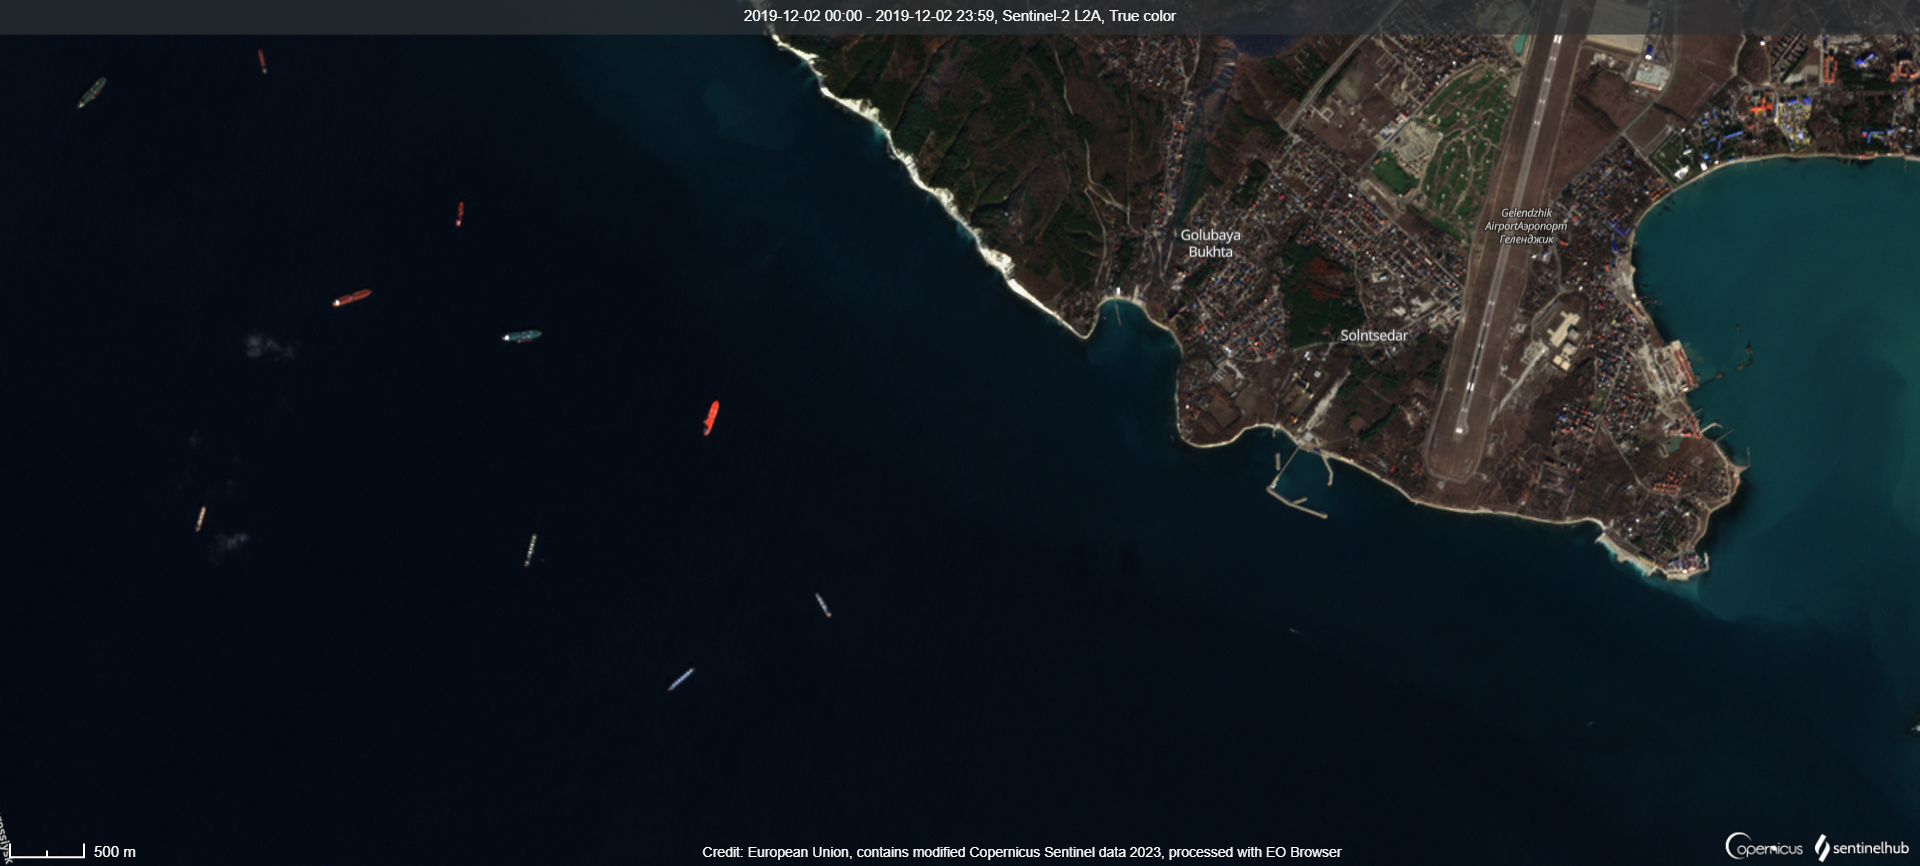 2019-12-02 00:00 - 2019-12-02 23:59, Sentinel-2 L2A, True color
Gelendzhik
AirportАэропорт
Геленджик
Golubaya
Bukhta
Solntsedar
500 m
Credit: European Union, contains modified Copernicus Sentinel data 2023, processed with EO Browser
opernicus
sentinelhub